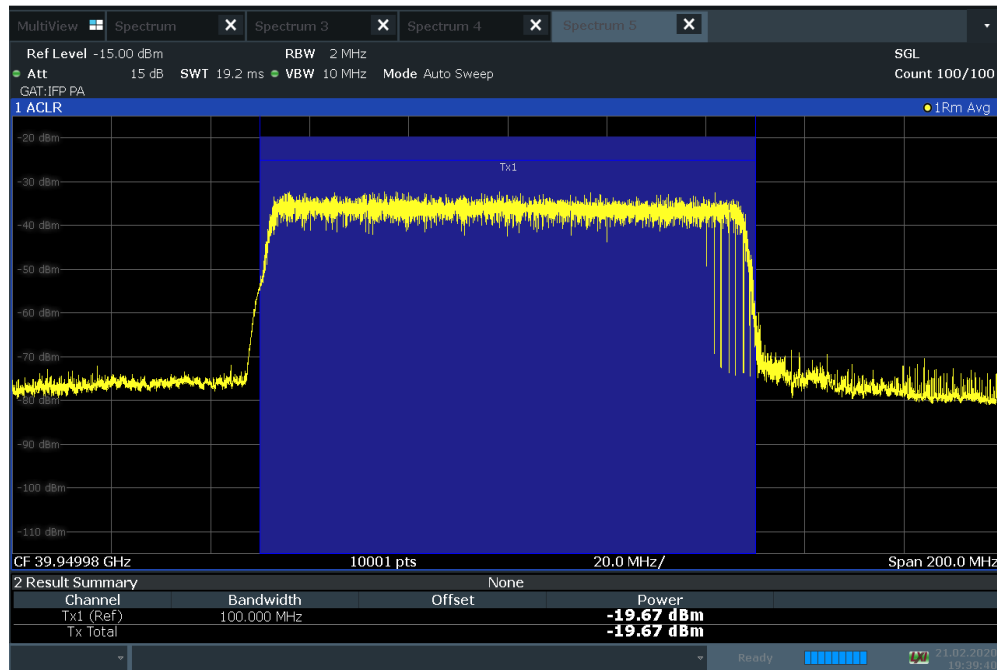 MultiView Spectrum X Spectrum 3 X Spectrum 4 X Spectrum 5 X
Ref Level -15.00 dBm RBW 2 MHz SGL
Att 15 dB SWT 19.2 ms VBW 10 MHz Mode Auto Sweep Count 100/100
GAT:IFP PA
1 ACLR 1Rm Avg
-20 dBm
Tx1
-30 dBm
-40 dBm
-50 dBm
-60 dBm
-70 dBm
-80 dBm
-90 dBm
-100 dBm
-110 dBm
CF 39.94998 GHz 10001 pts 20.0 MHz/ Span 200.0 MHz
2 Result Summary None
Channel Bandwidth Offset Power
Tx1 (Ref) 100.000 MHz -19.67 dBm
Tx Total -19.67 dBm
Ready LXI 21.02.2020
19:39:40